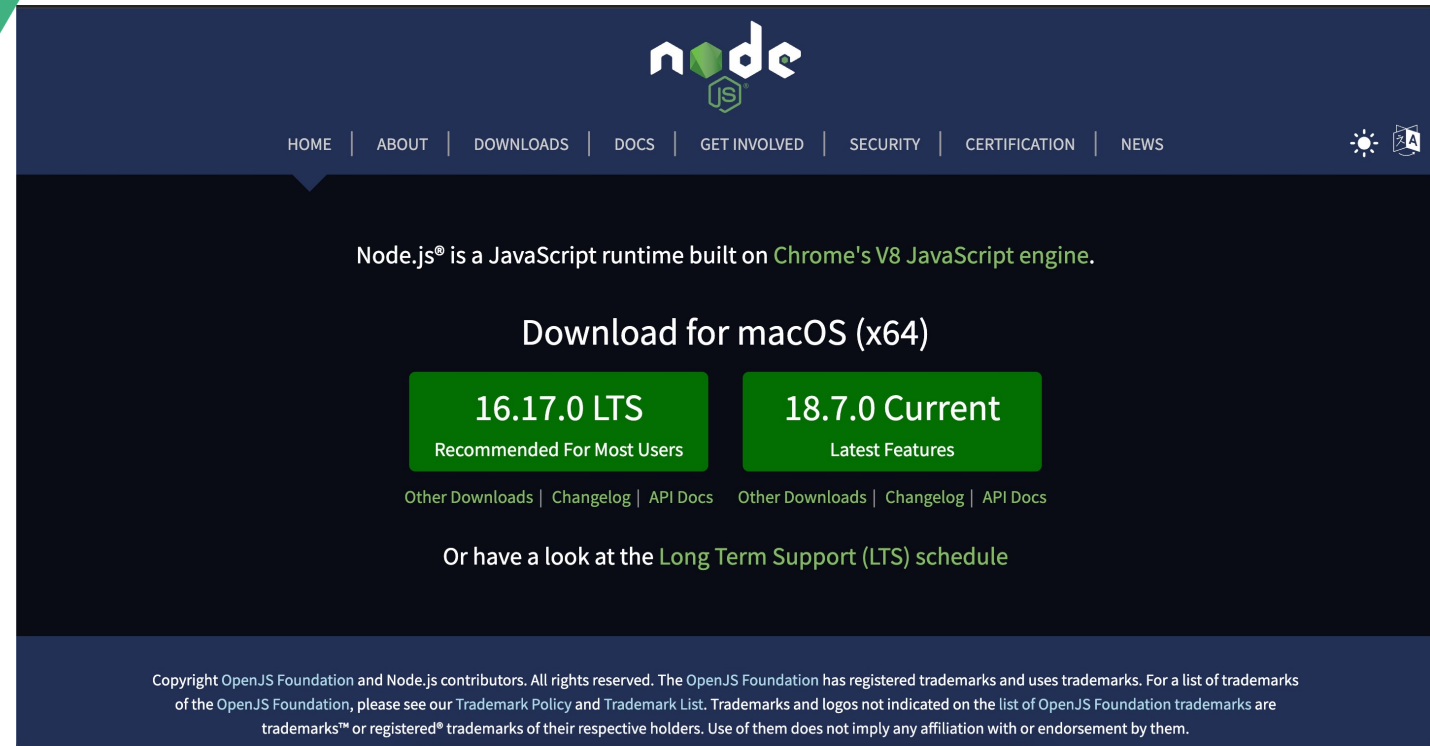 node
JS®
HOME | ABOUT | DOWNLOADS | DOCS | GET INVOLVED | SECURITY | CERTIFICATION | NEWS
文A
Node.js® is a JavaScript runtime built on Chrome's V8 JavaScript engine.
Download for macOS (x64)
16.17.0 LTS
Recommended For Most Users
18.7.0 Current
Latest Features
Other Downloads | Changelog | API Docs
Other Downloads | Changelog | API Docs
Or have a look at the Long Term Support (LTS) schedule
Copyright OpenJS Foundation and Node.js contributors. All rights reserved. The OpenJS Foundation has registered trademarks and uses trademarks. For a list of trademarks
of the OpenJS Foundation, please see our Trademark Policy and Trademark List. Trademarks and logos not indicated on the list of OpenJS Foundation trademarks are
trademarks™ or registered® trademarks of their respective holders. Use of them does not imply any affiliation with or endorsement by them.